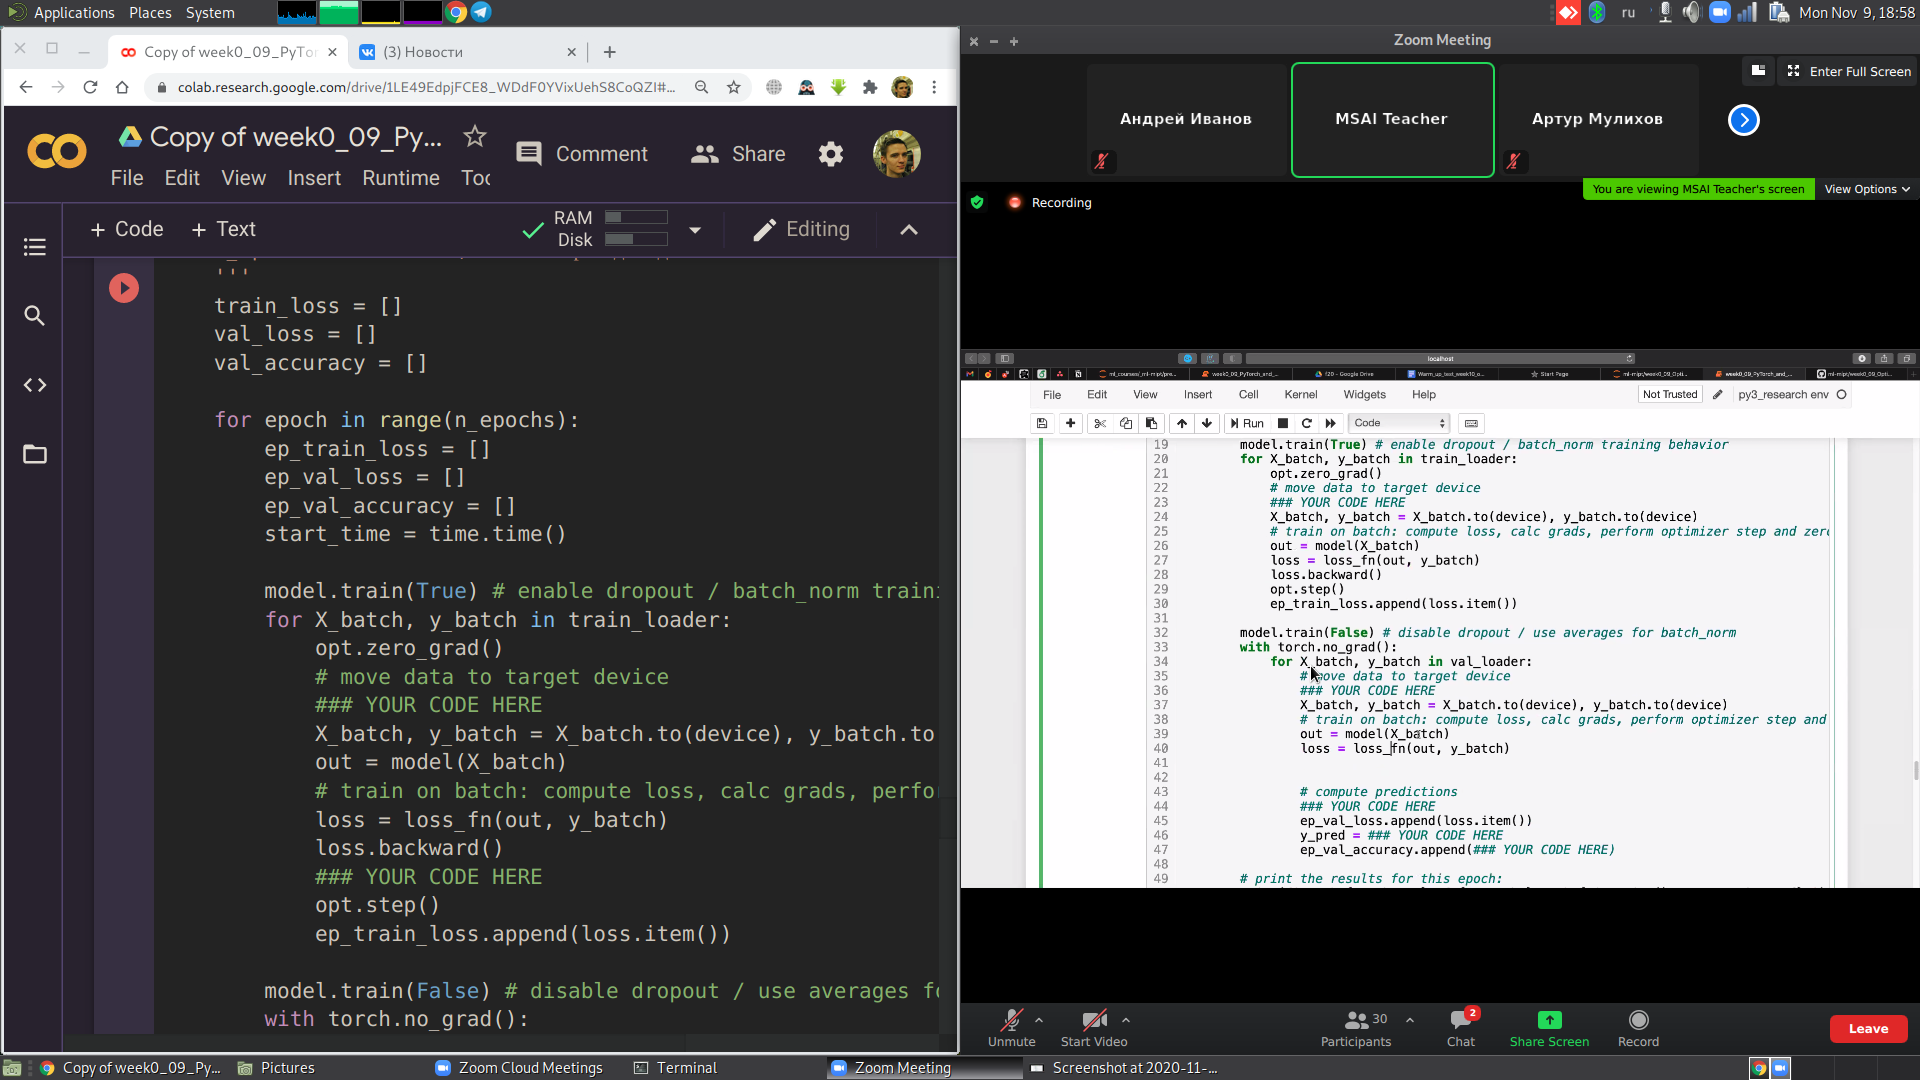 Applications Places System
ru Mon Nov 9, 18:58
Copy of week0_09_PyTor
(3) Новости
colab.research.google.com/drive/1LE49EdpjFCE8_WDdF0YVixUehS8CoQZI#...
Copy of week0_09_Py...
Comment
Share
File Edit View Insert Runtime Too
+ Code + Text
RAM
Disk
Editing
'''
train_loss = []
val_loss = []
val_accuracy = []
for epoch in range(n_epochs):
ep_train_loss = []
ep_val_loss = []
ep_val_accuracy = []
start_time = time.time()
model.train(True) # enable dropout / batch_norm traini
for X_batch, y_batch in train_loader:
opt.zero_grad()
# move data to target device
### YOUR CODE HERE
X_batch, y_batch = X_batch.to(device), y_batch.to
out = model(X_batch)
# train on batch: compute loss, calc grads, perfo
loss = loss_fn(out, y_batch)
loss.backward()
### YOUR CODE HERE
opt.step()
ep_train_loss.append(loss.item())
model.train(False) # disable dropout / use averages fo
with torch.no_grad():
Zoom Meeting
Enter Full Screen
Андрей Иванов
MSAI Teacher
Артур Мулихов
You are viewing MSAI Teacher's screen
View Options
Recording
localhost
File Edit View Insert Cell Kernel Widgets Help
Not Trusted
py3_research env
Run
Code
19 model.train(True) # enable dropout / batch_norm training behavior
20 for X_batch, y_batch in train_loader:
21 opt.zero_grad()
22 # move data to target device
23 ### YOUR CODE HERE
24 X_batch, y_batch = X_batch.to(device), y_batch.to(device)
25 # train on batch: compute loss, calc grads, perform optimizer step and zero
26 out = model(X_batch)
27 loss = loss_fn(out, y_batch)
28 loss.backward()
29 opt.step()
30 ep_train_loss.append(loss.item())
31
32 model.train(False) # disable dropout / use averages for batch_norm
33 with torch.no_grad():
34 for X_batch, y_batch in val_loader:
35 # move data to target device
36 ### YOUR CODE HERE
37 X_batch, y_batch = X_batch.to(device), y_batch.to(device)
38 # train on batch: compute loss, calc grads, perform optimizer step and
39 out = model(X_batch)
40 loss = loss_fn(out, y_batch)
41
42
43 # compute predictions
44 ### YOUR CODE HERE
45 ep_val_loss.append(loss.item())
46 y_pred = ### YOUR CODE HERE
47 ep_val_accuracy.append(### YOUR CODE HERE)
48
49 # print the results for this epoch:
Unmute
Start Video
30
Participants
2
Chat
Share Screen
Record
Leave
Copy of week0_09_Py...
Pictures
Zoom Cloud Meetings
Terminal
Zoom Meeting
Screenshot at 2020-11-...